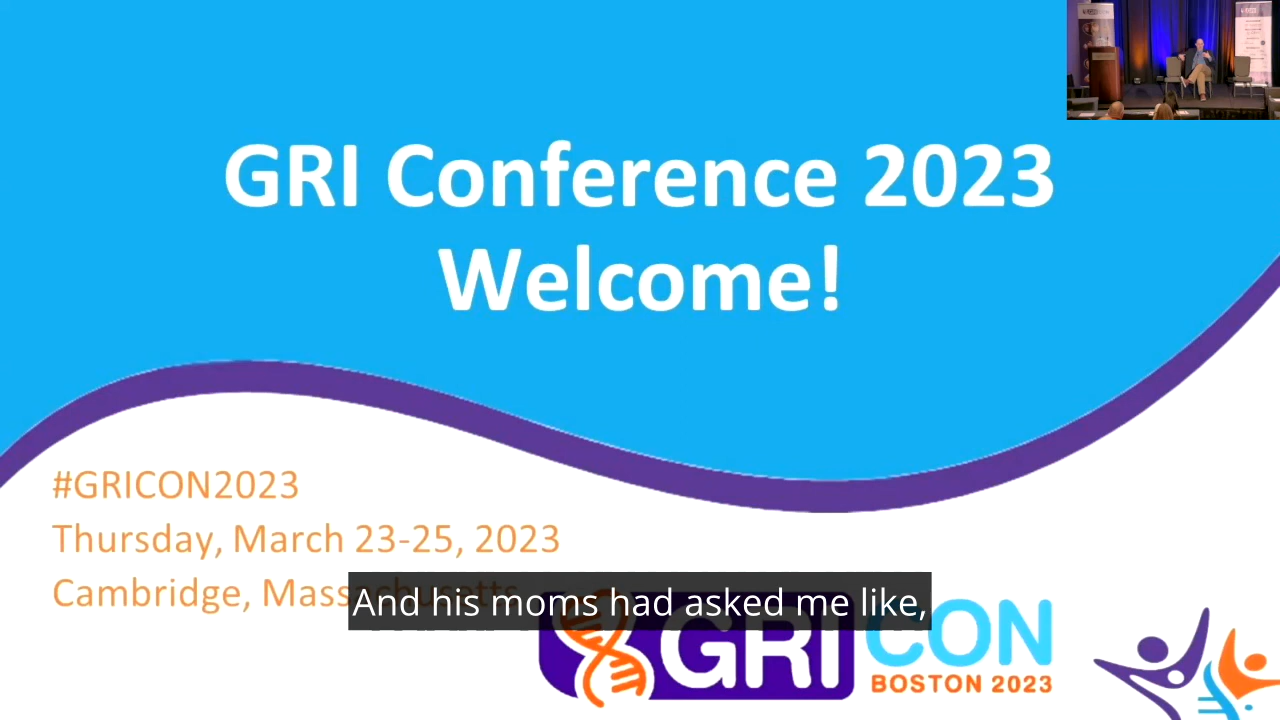 GRI Conference 2023
Welcome!
#GRICON2023
Thursday, March 23-25, 2023
Cambridge, Massachusetts
And his moms had asked me like,
GRI CON
BOSTON 2023